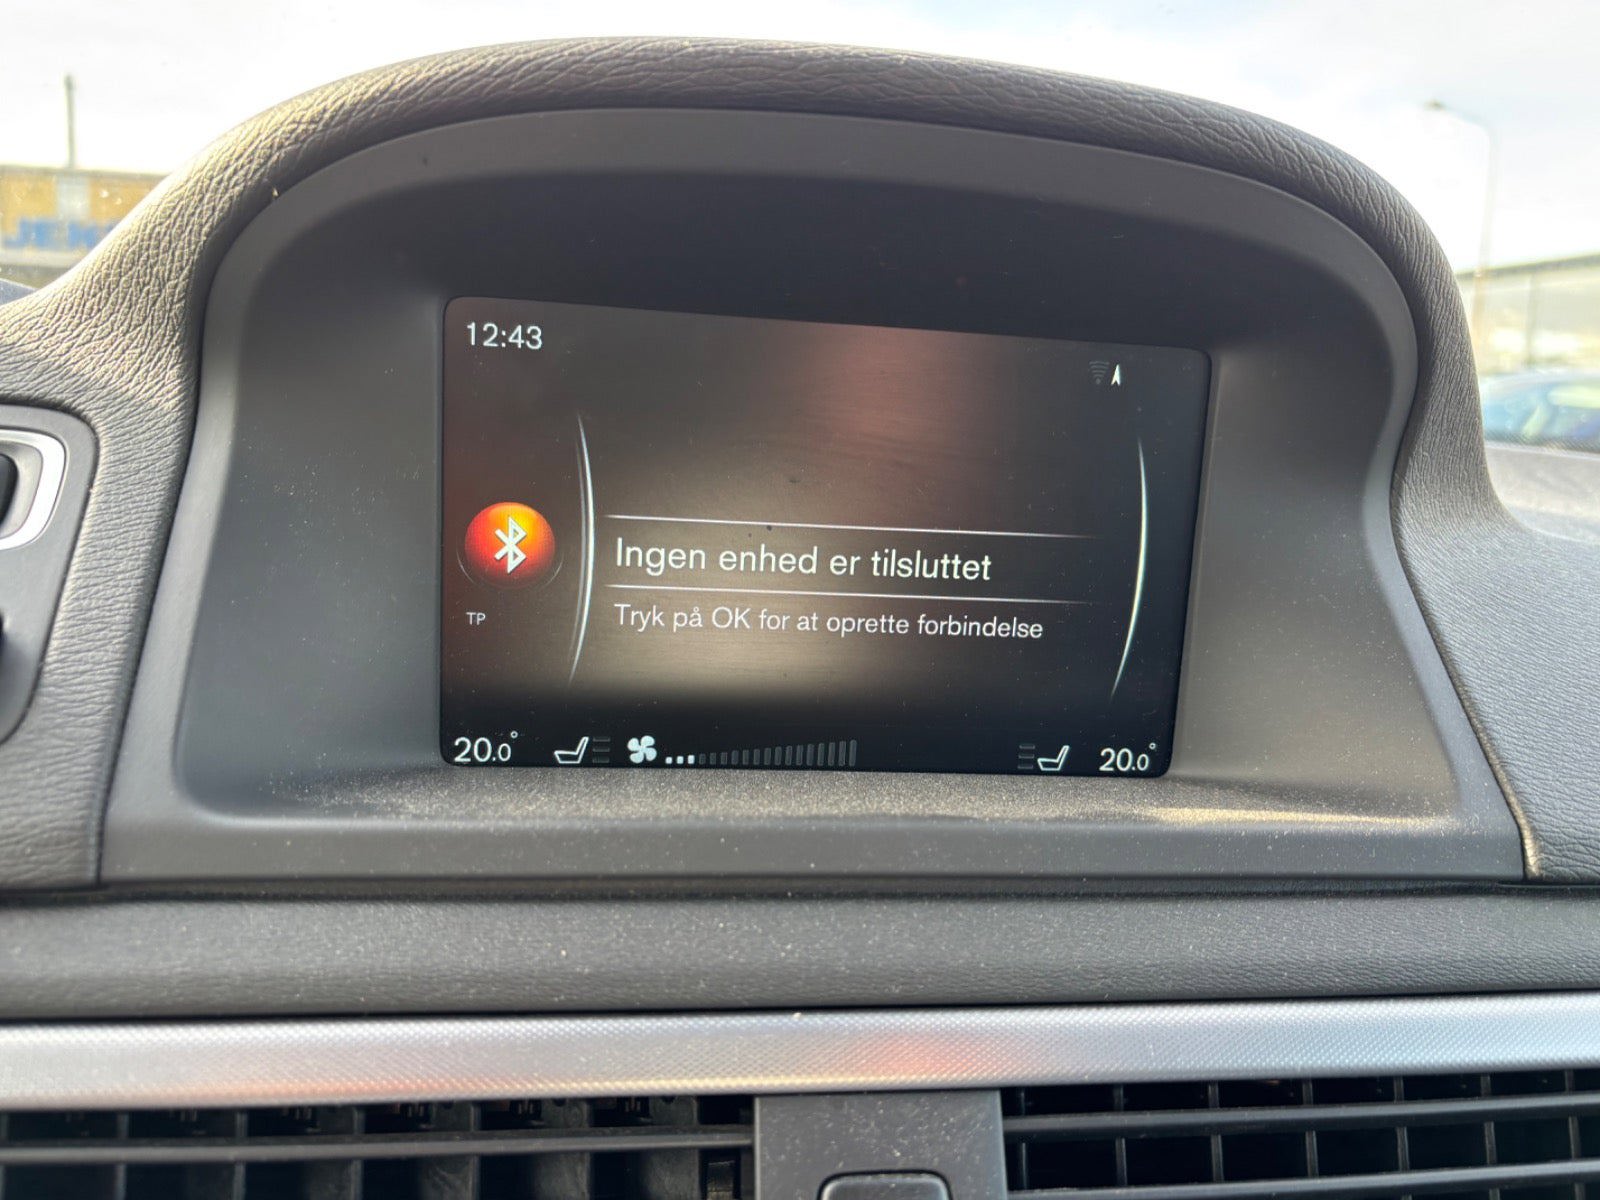 12:43
Ingen enhed er tilsluttet
TP
Tryk på OK for at oprette forbindelse
20.0° 20.0°